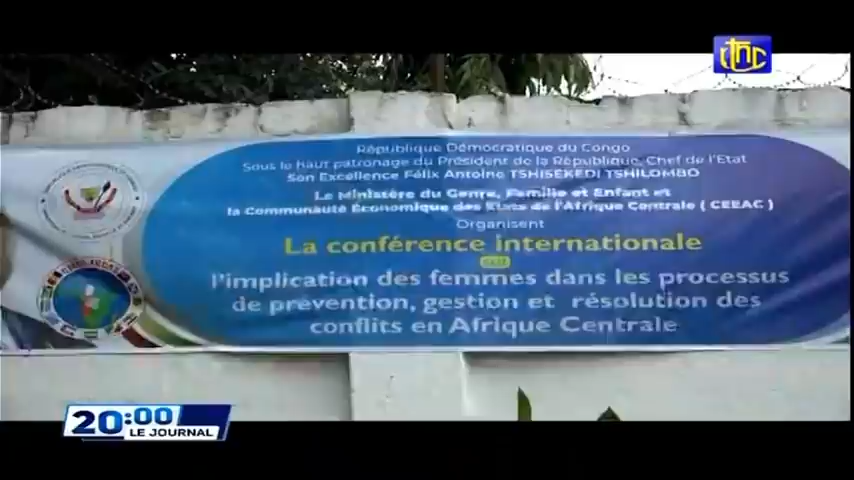 RTNC
République Démocratique du Congo
Sous le haut patronage du Président de la République, Chef de l'Etat
Son Excellence Félix Antoine TSHISEKEDI TSHILOMBO
Le Ministère du Genre, Famille et Enfant et
la Communauté Économique des Etats de l'Afrique Centrale ( CEEAC )
Organisent
La conférence internationale
sur
l'implication des femmes dans les processus
de prévention, gestion et résolution des
conflits en Afrique Centrale
20:00
LE JOURNAL